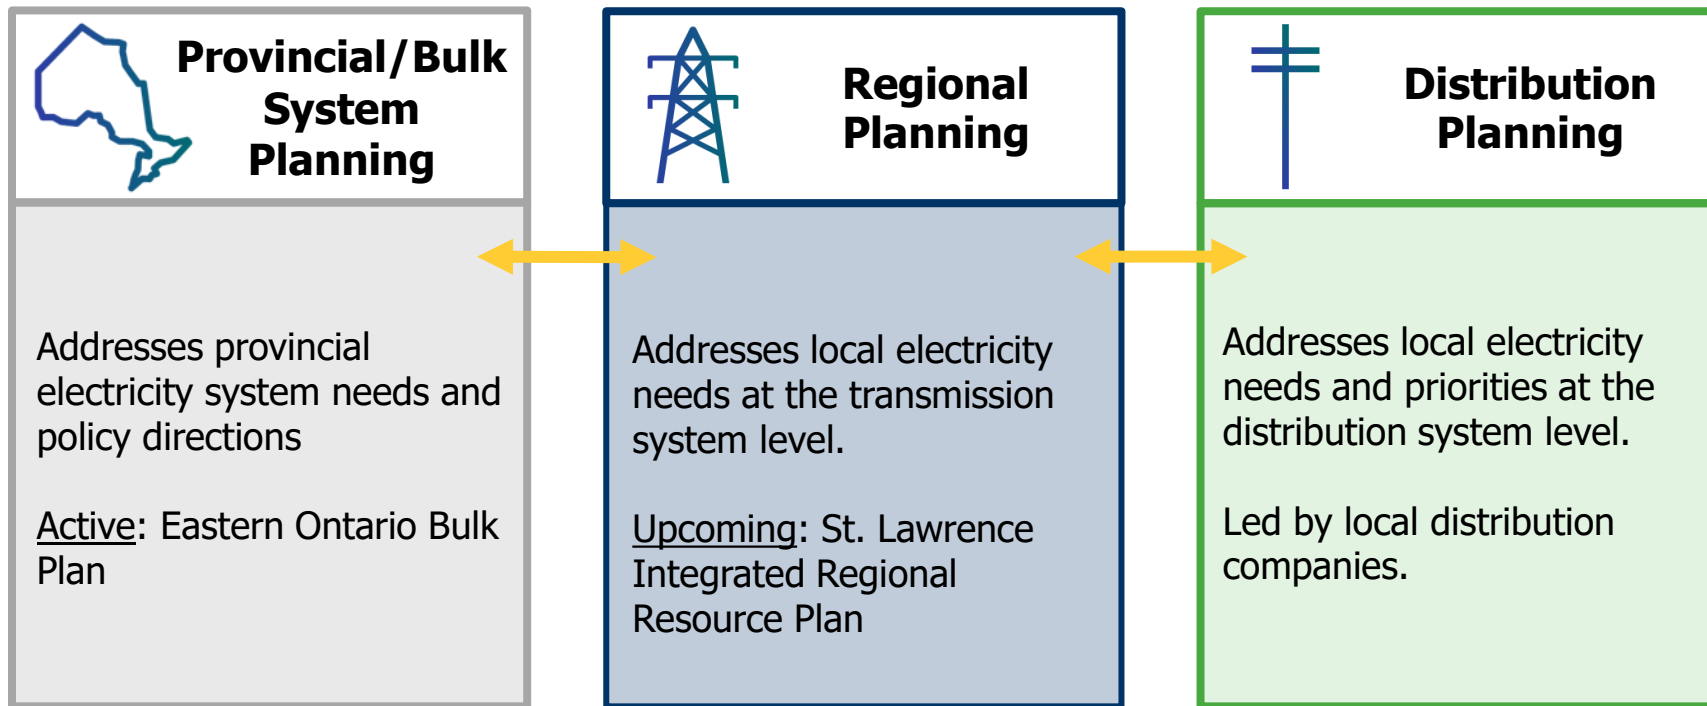 Provincial/Bulk
System
Planning
Addresses provincial
electricity system needs and
policy directions
Active: Eastern Ontario Bulk
Plan
Regional
Planning
Addresses local electricity
needs at the transmission
system level.
Upcoming: St. Lawrence
Integrated Regional
Resource Plan
Distribution
Planning
Addresses local electricity
needs and priorities at the
distribution system level.
Led by local distribution
companies.